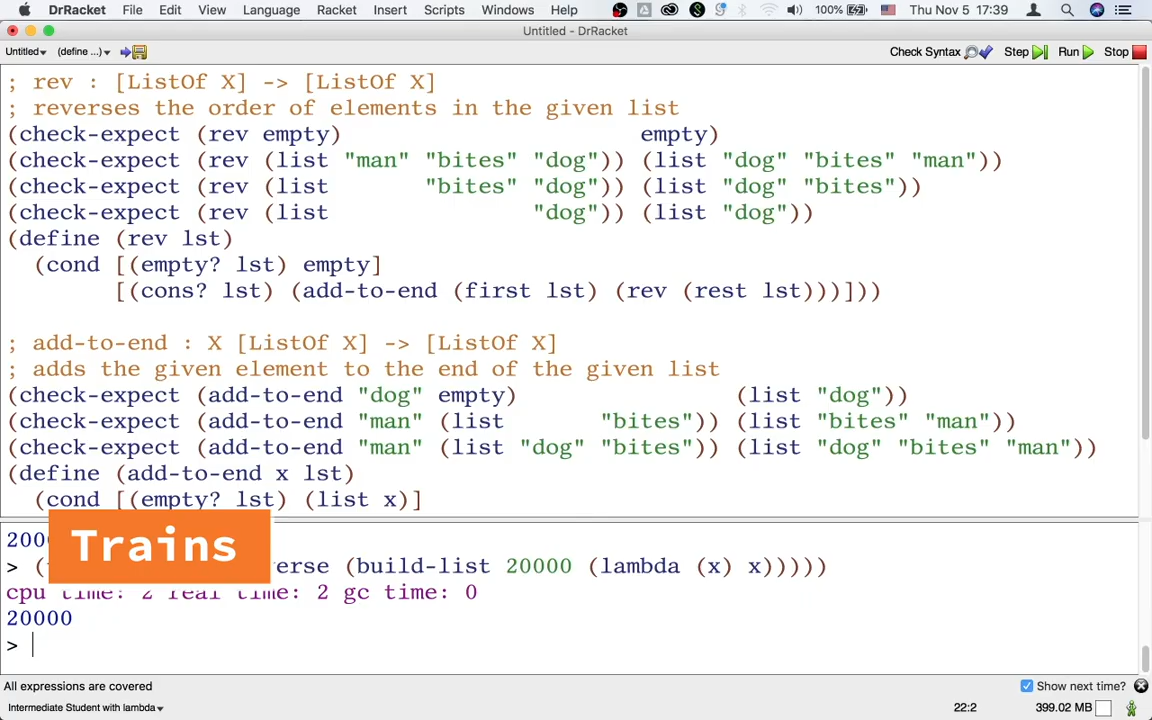 DrRacket File Edit View Language Racket Insert Scripts Windows Help 100% Thu Nov 5 17:39
Untitled - DrRacket
Untitled (define ...) Check Syntax Step Run Stop
; rev : [ListOf X] -> [ListOf X]
; reverses the order of elements in the given list
(check-expect (rev empty) empty)
(check-expect (rev (list "man" "bites" "dog")) (list "dog" "bites" "man"))
(check-expect (rev (list "bites" "dog")) (list "dog" "bites"))
(check-expect (rev (list "dog")) (list "dog"))
(define (rev lst)
(cond [(empty? lst) empty]
[(cons? lst) (add-to-end (first lst) (rev (rest lst)))]))
; add-to-end : X [ListOf X] -> [ListOf X]
; adds the given element to the end of the given list
(check-expect (add-to-end "dog" empty) (list "dog"))
(check-expect (add-to-end "man" (list "bites")) (list "bites" "man"))
(check-expect (add-to-end "man" (list "dog" "bites")) (list "dog" "bites" "man"))
(define (add-to-end x lst)
(cond [(empty? lst) (list x)]
Trains
> (build-list 20000 (lambda (x) x)))))
cpu time: 2 real time: 2 gc time: 0
20000
>
All expressions are covered Show next time?
Intermediate Student with lambda 22:2 399.02 MB